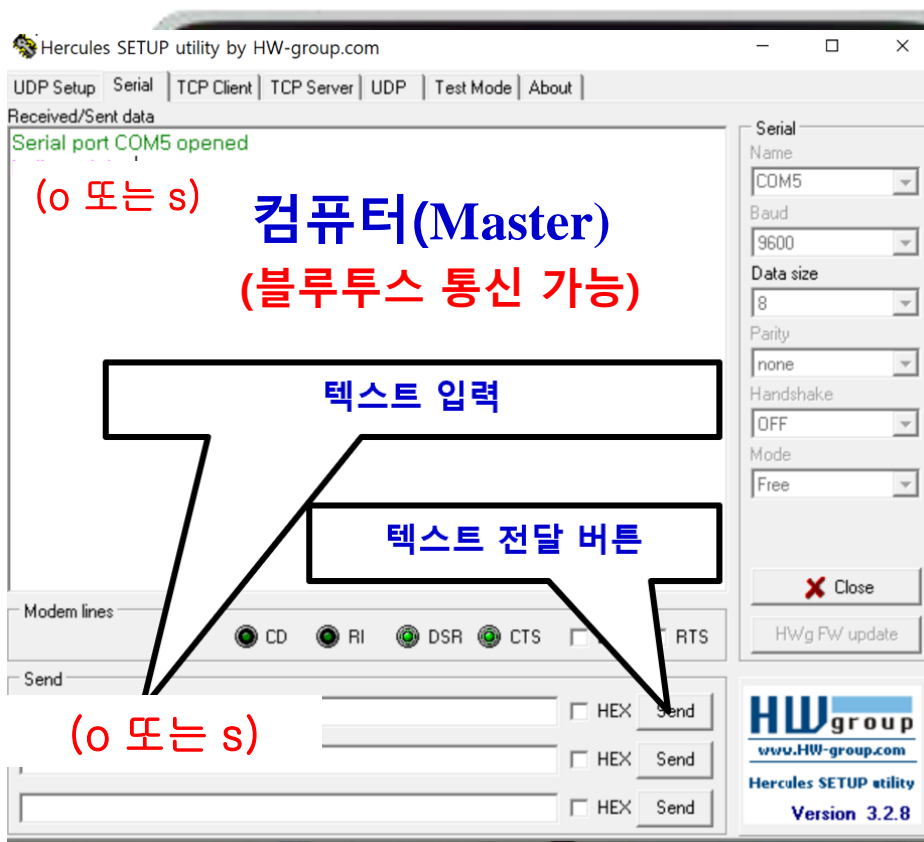 Hercules SETUP utility by HW-group.com
UDP Setup Serial TCP Client TCP Server UDP Test Mode About
Received/Sent data
Serial port COM5 opened
(o 또는 s)
컴퓨터(Master)
(블루투스 통신 가능)
텍스트 입력
텍스트 전달 버튼
Serial
Name
COM5
Baud
9600
Data size
8
Parity
none
Handshake
OFF
Mode
Free
Close
HWg FW update
Modem lines
CD RI DSR CTS RTS
Send
(o 또는 s)
HEX Send
HEX Send
HEX Send
HWgroup
www.HW-group.com
Hercules SETUP utility
Version 3.2.8